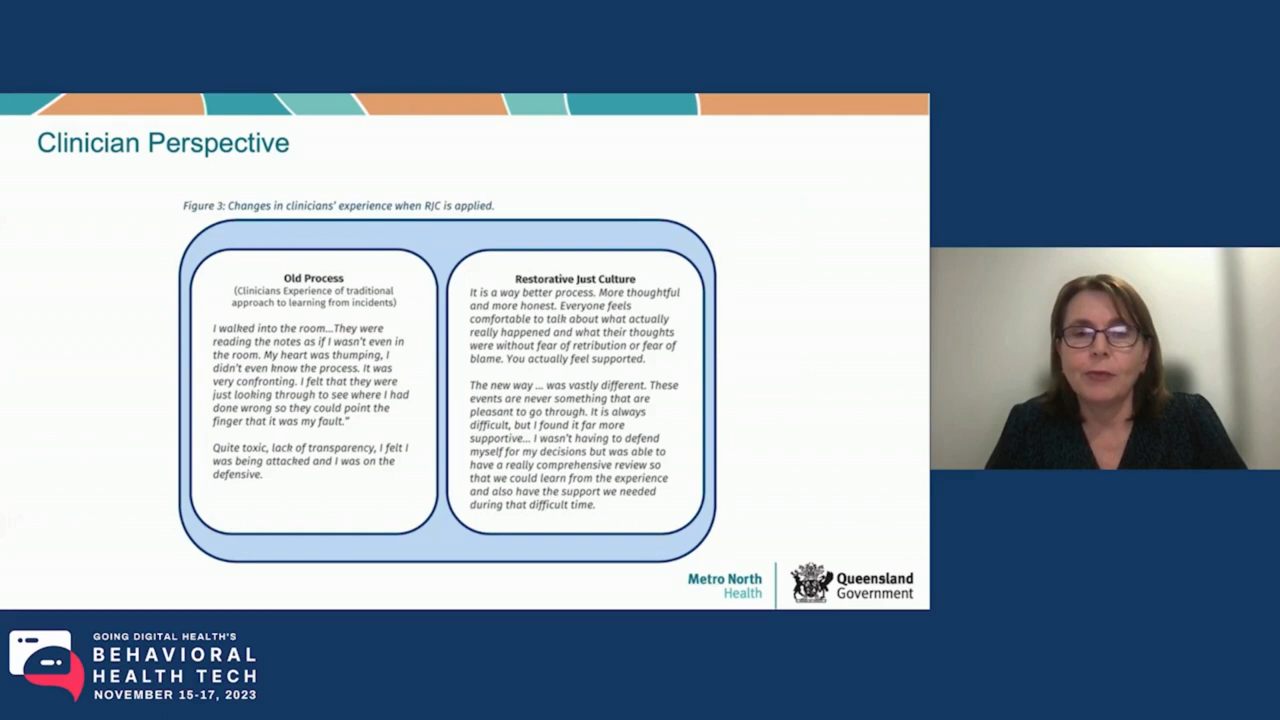 Clinician Perspective
Figure 3: Changes in clinicians' experience when RJC is applied.
Old Process
(Clinicians Experience of traditional
approach to learning from incidents)
I walked into the room...They were
reading the notes as if I wasn't even in
the room. My heart was thumping, I
didn't even know the process. It was
very confronting. I felt that they were
just looking through to see where I had
done wrong so they could point the
finger that it was my fault."
Quite toxic, lack of transparency, I felt I
was being attacked and I was on the
defensive.
Restorative Just Culture
It is a way better process. More thoughtful
and more honest. Everyone feels
comfortable to talk about what actually
really happened and what their thoughts
were without fear of retribution or fear of
blame. You actually feel supported.
The new way ... was vastly different. These
events are never something that are
pleasant to go through. It is always
difficult, but I found it far more
supportive... I wasn't having to defend
myself for my decisions but was able to
have a really comprehensive review so
that we could learn from the experience
and also have the support we needed
during that difficult time.
Metro North
Health
Queensland
Government
GOING DIGITAL HEALTH'S
BEHAVIORAL
HEALTH TECH
NOVEMBER 15-17, 2023